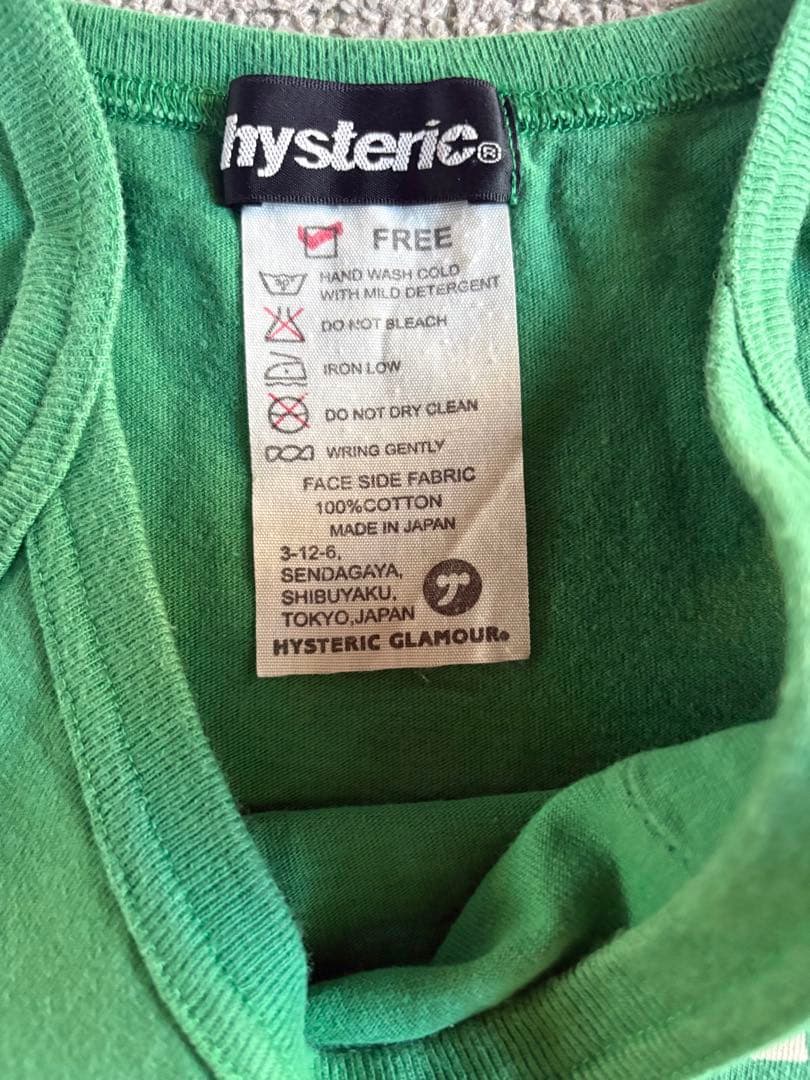 hysteric®
FREE
HAND WASH COLD
WITH MILD DETERGENT
DO NOT BLEACH
IRON LOW
DO NOT DRY CLEAN
WRING GENTLY
FACE SIDE FABRIC
100%COTTON
MADE IN JAPAN
3-12-6,
SENDAGAYA,
SHIBUYAKU,
TOKYO,JAPAN
HYSTERIC GLAMOUR®